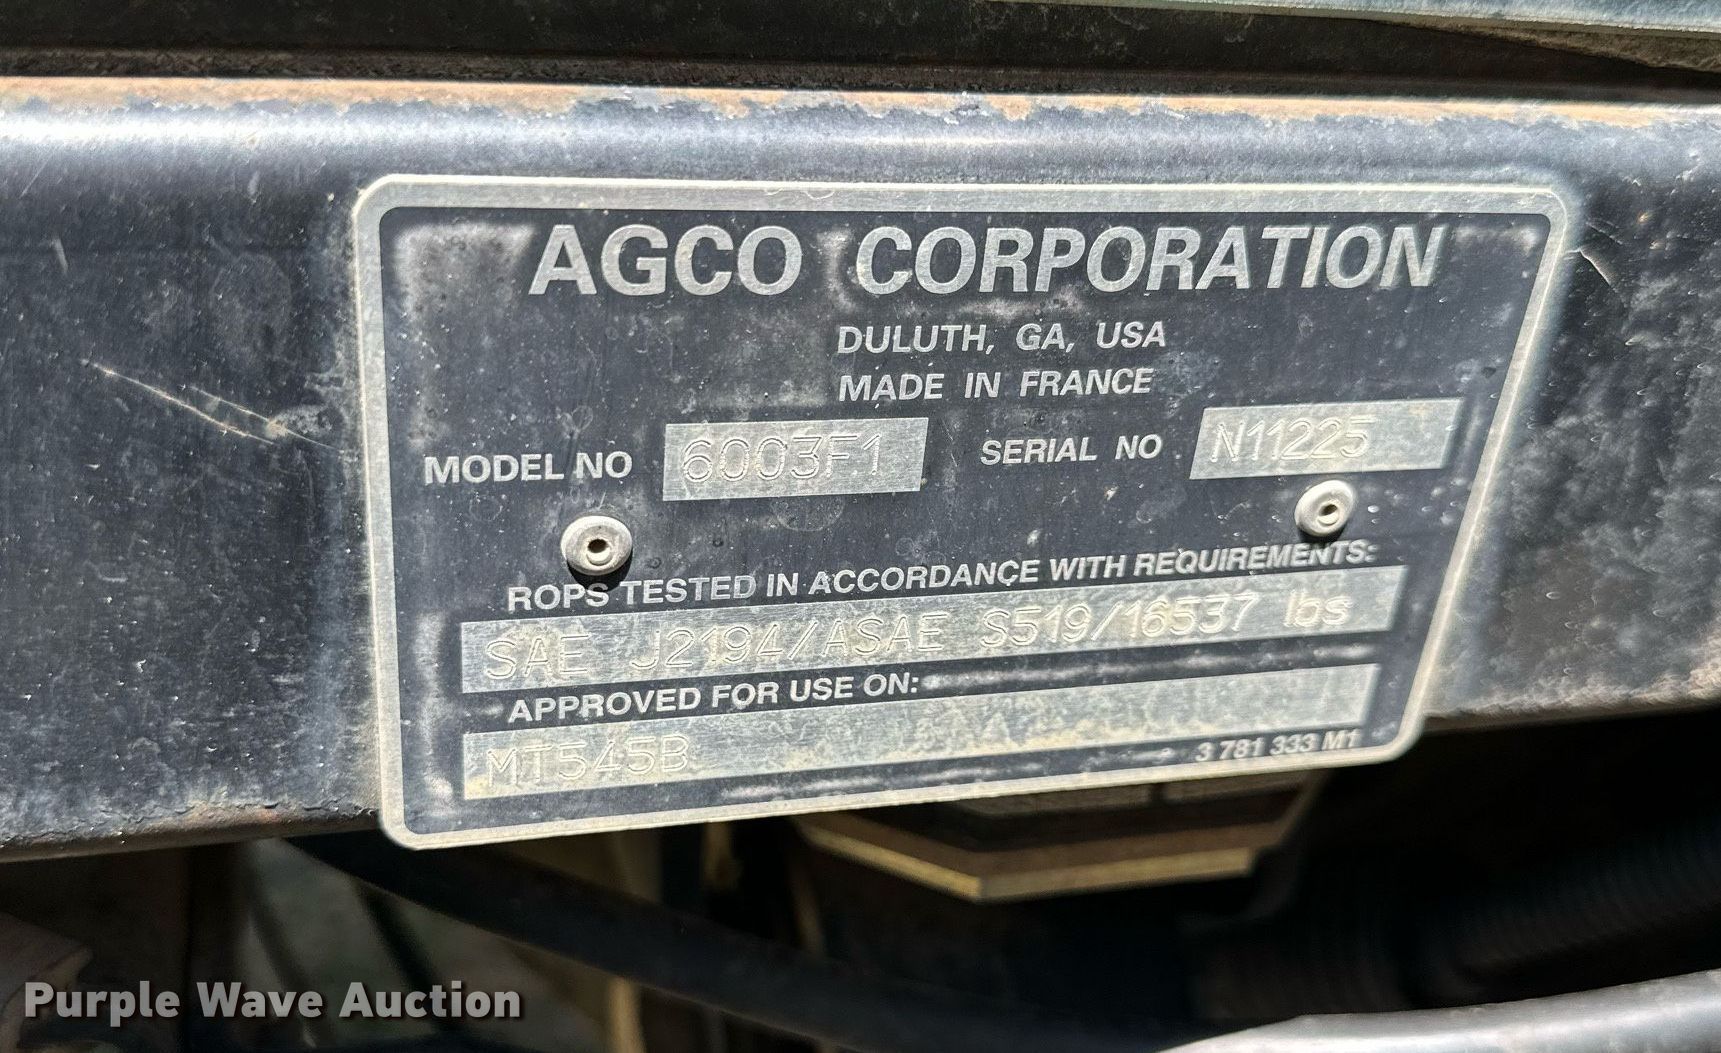 AGCO CORPORATION
DULUTH, GA, USA
MADE IN FRANCE
MODEL NO 6003F1 SERIAL NO N11225
ROPS TESTED IN ACCORDANCE WITH REQUIREMENTS:
SAE J2194/ASAE S519/16537 lbs
APPROVED FOR USE ON:
MT545B
3 781 333 M1
Purple Wave Auction